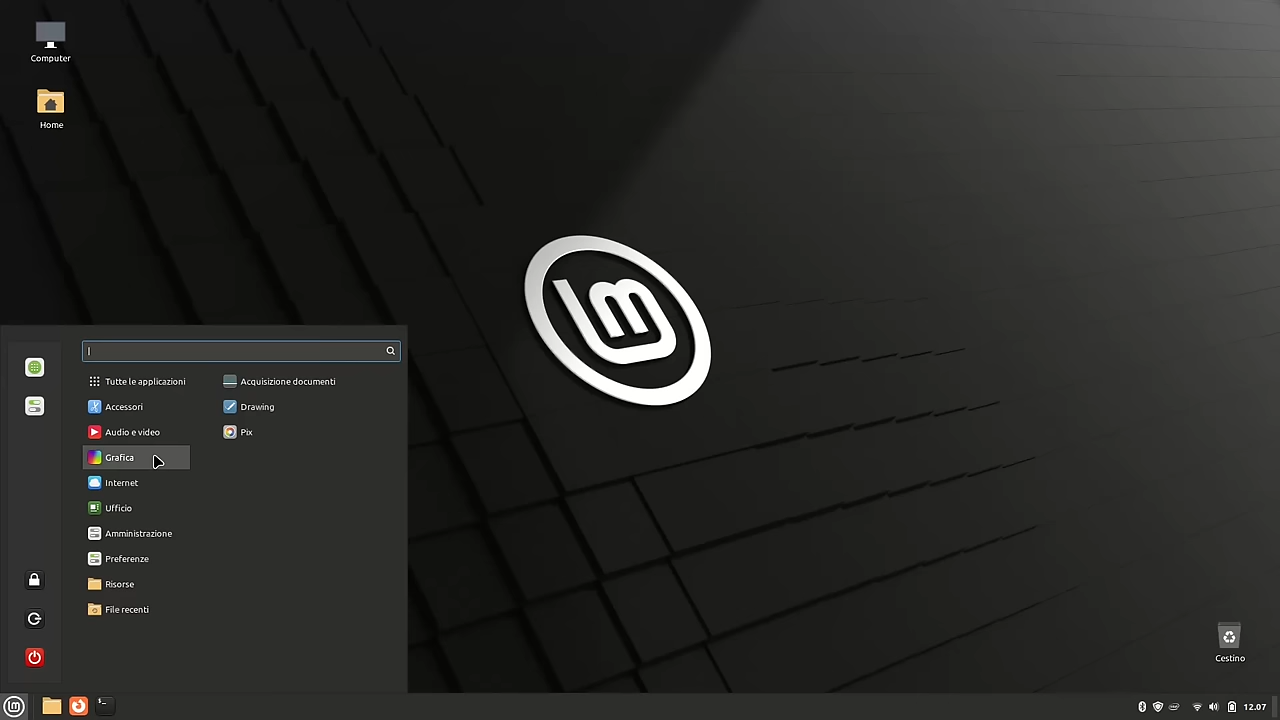 Computer
Home
Tutte le applicazioni
Accessori
Audio e video
Grafica
Internet
Ufficio
Amministrazione
Preferenze
Risorse
File recenti
Acquisizione documenti
Drawing
Pix
Cestino
12.07